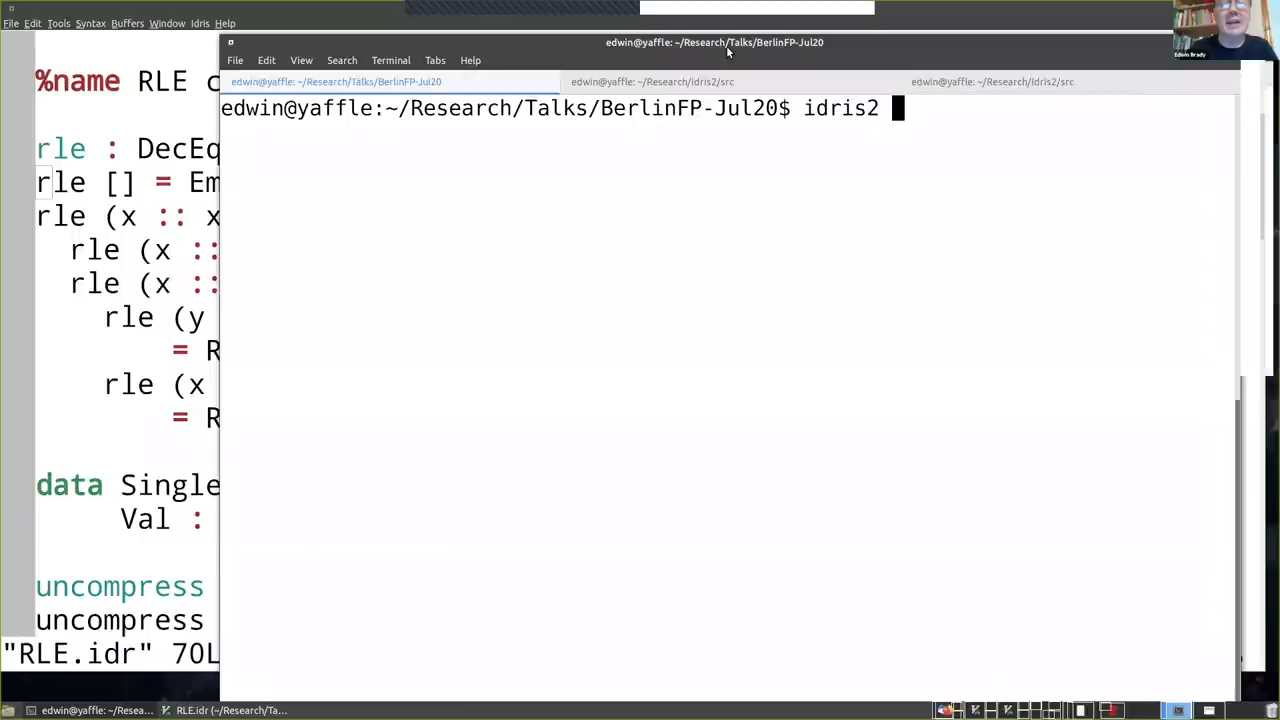 File Edit Tools Syntax Buffers Window Idris Help
edwin@yaffle: ~/Research/Talks/BerlinFP-Jul20
Edwin Brady
File Edit View Search Terminal Tabs Help
edwin@yaffle: ~/Research/Talks/BerlinFP-Jul20 edwin@yaffle: ~/Research/Idris2/src edwin@yaffle: ~/Research/Idris2/src
edwin@yaffle:~/Research/Talks/BerlinFP-Jul20$ idris2
%name RLE c
rle : DecEq
rle [] = Em
rle (x :: x
rle (x ::
rle (x ::
rle (y
= R
rle (x
= R
data Single
Val :
uncompress
uncompress
"RLE.idr" 70L
edwin@yaffle: ~/Resea... RLE.idr (~/Research/Ta...